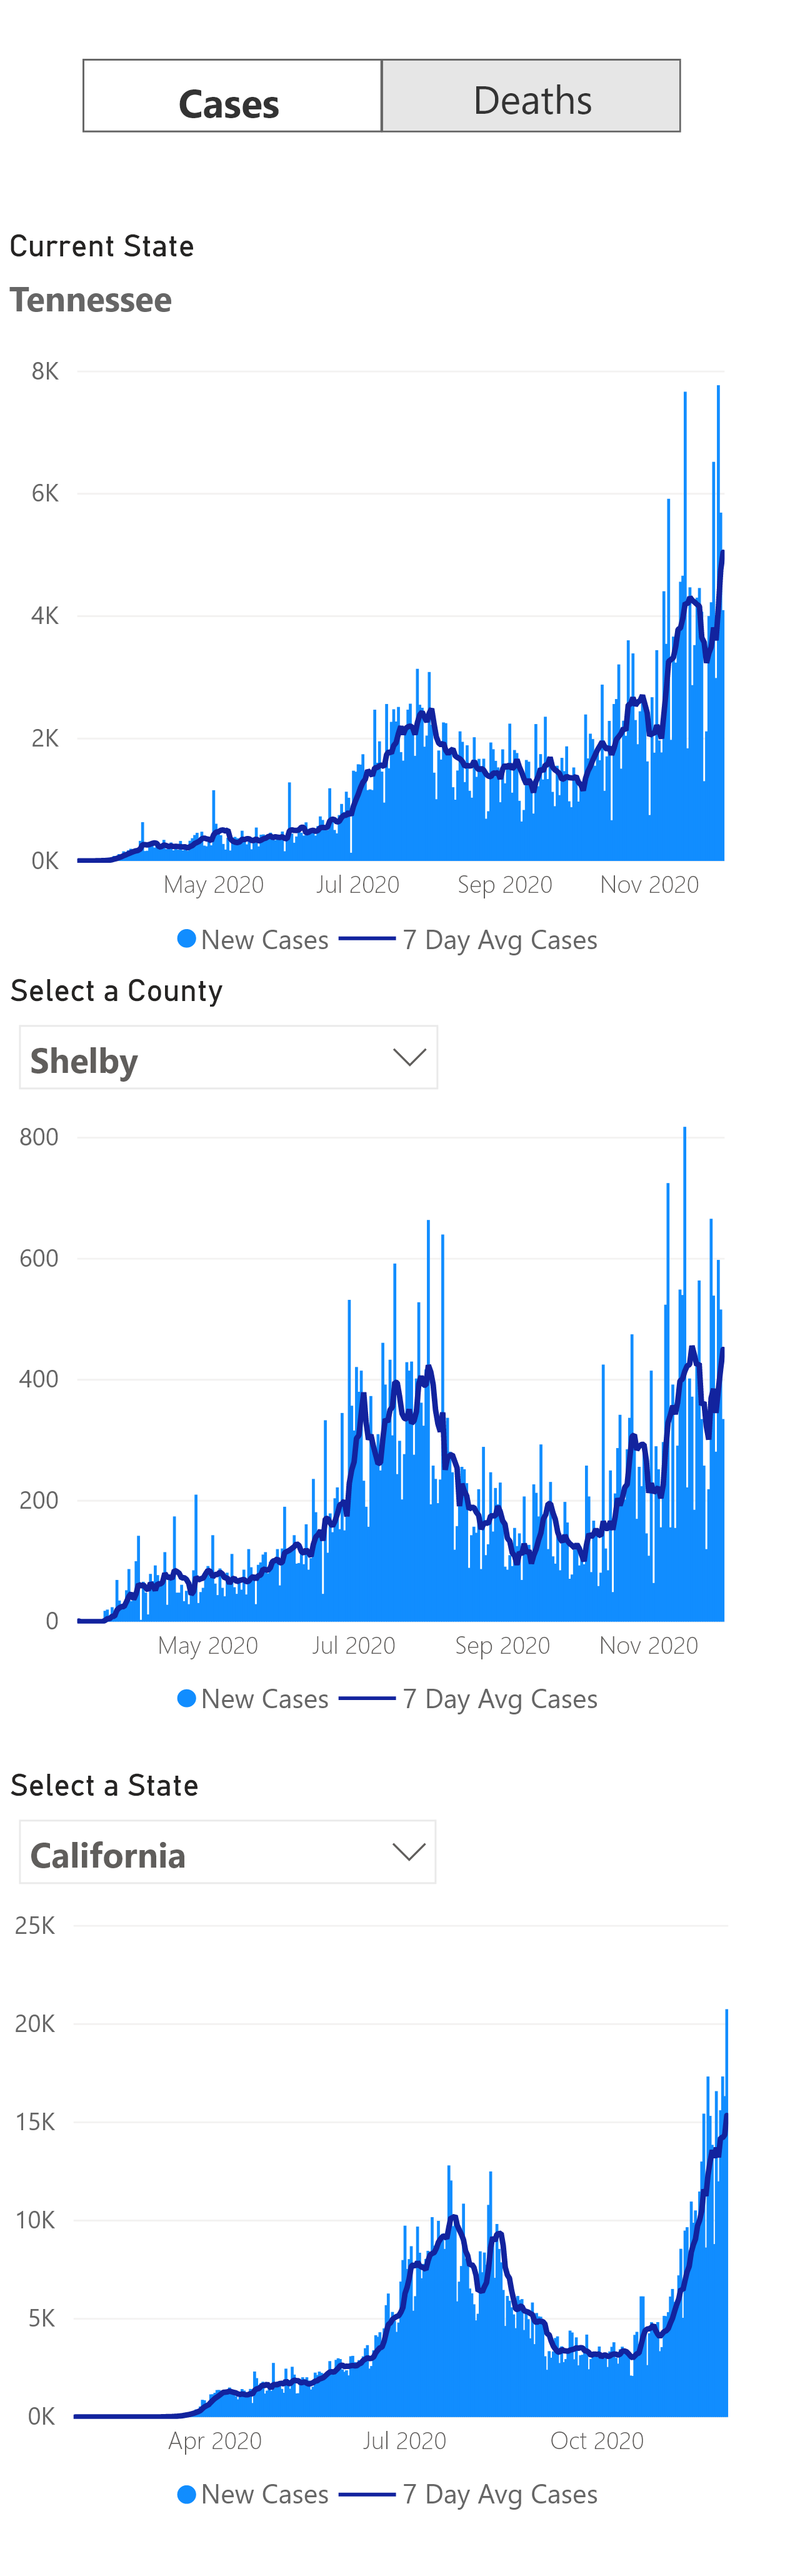 Cases Deaths
Current State
Tennessee
8K
6K
4K
2K
0K
May 2020 Jul 2020 Sep 2020 Nov 2020
New Cases 7 Day Avg Cases
Select a County
Shelby
800
600
400
200
0
May 2020 Jul 2020 Sep 2020 Nov 2020
New Cases 7 Day Avg Cases
Select a State
California
25K
20K
15K
10K
5K
0K
Apr 2020 Jul 2020 Oct 2020
New Cases 7 Day Avg Cases